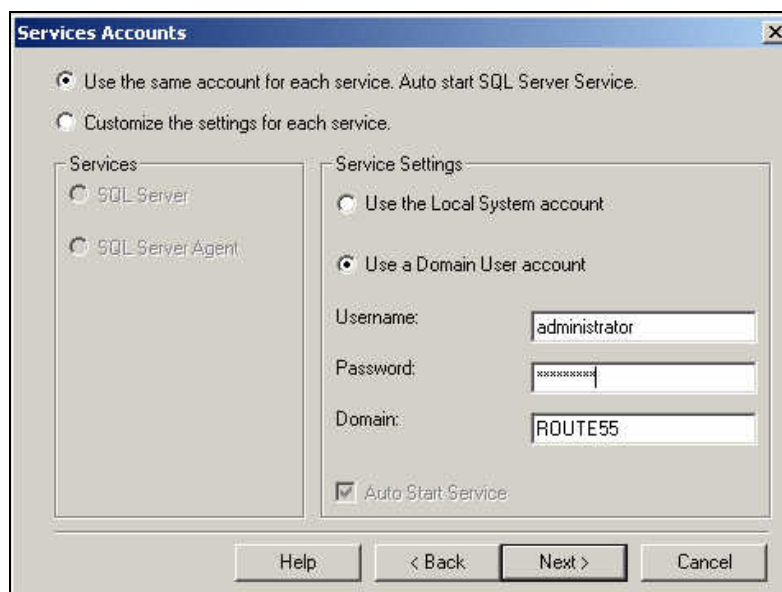 Services Accounts
Use the same account for each service. Auto start SQL Server Service.
Customize the settings for each service.
Services
SQL Server
SQL Server Agent
Service Settings
Use the Local System account
Use a Domain User account
Username:
administrator
Password:
*********
Domain:
ROUTE55
Auto Start Service
Help
< Back
Next >
Cancel